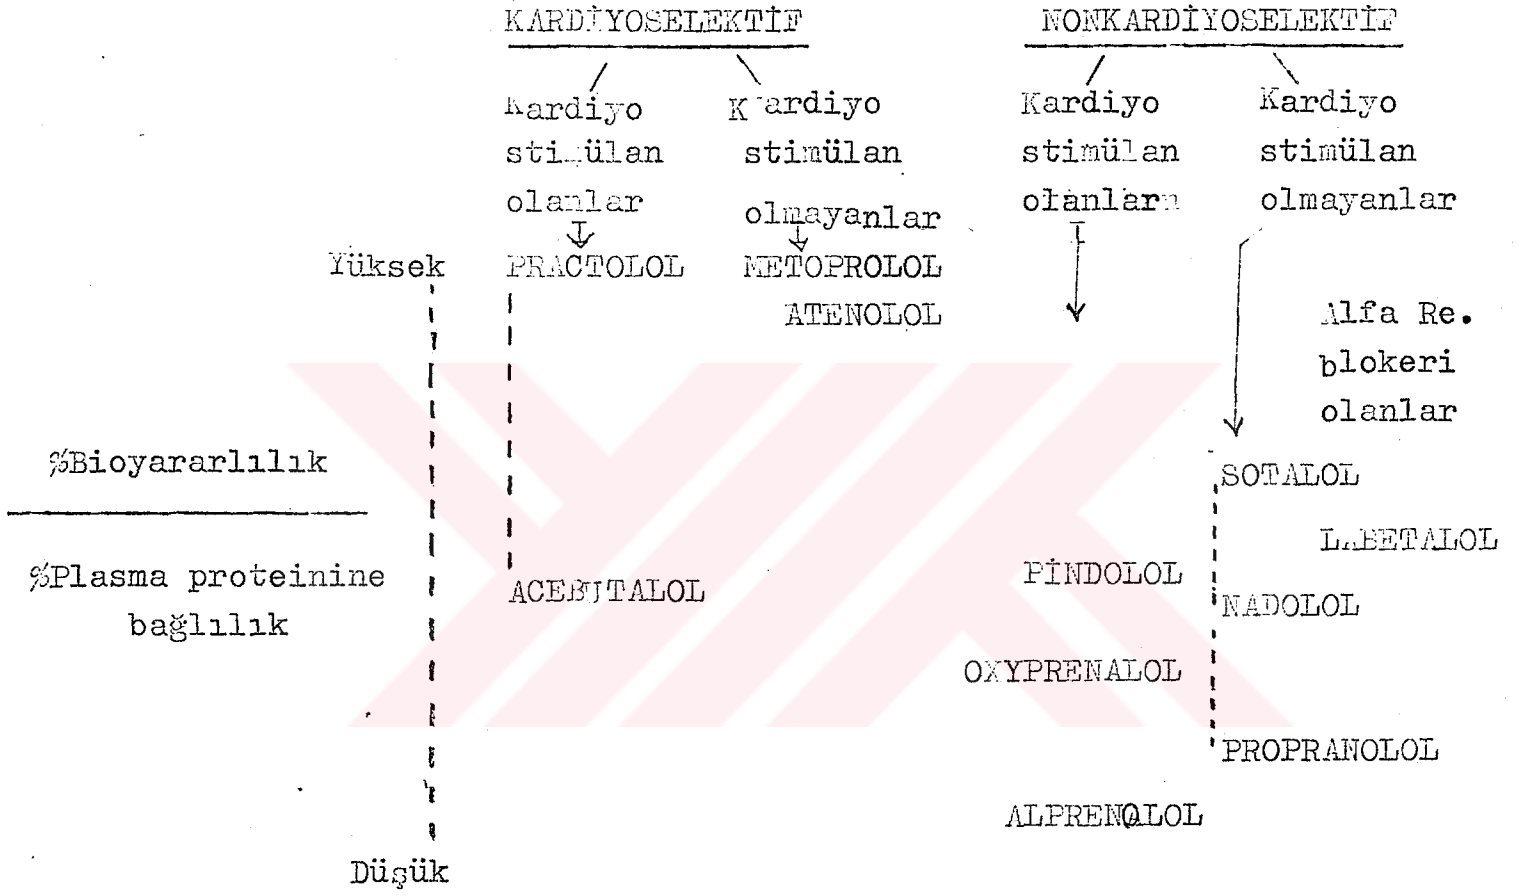 KARDİYOSELEKTİF NONKARDİYOSELEKTİF
Kardiyo Kardiyo Kardiyo Kardiyo
stimülan stimülan stimülan stimülan
olanlar olmayanlar olanlar olmayanlar
Yüksek PRACTOLOL METOPROLOL
ATENOLOL Alfa Re.
blokeri
olanlar
%Bioyararlılık SOTALOL
LABETALOL
%Plasma proteinine PİNDOLOL
ACEBUTALOL NADOLOL
bağlılık
OXYPRENALOL
PROPRANOLOL
ALPRENOLOL
Düşük